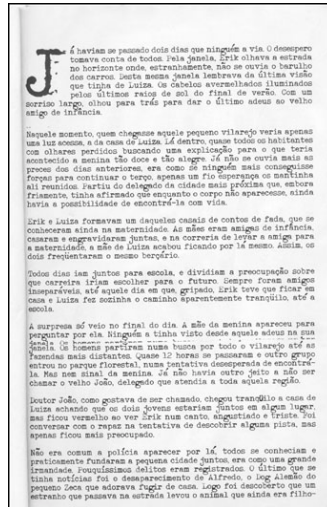 Já haviam se passado dois dias que ninguém a via. O desespero
tomava conta de todos. Pela janela, Erik olhava a estrada
no horizonte onde, estranhamente, não se ouvia o barulho
dos carros. Desta mesma janela lembrava da última visão
que tinha de Luiza. Os cabelos avermelhados iluminados
pelos últimos raios de sol do final de verão. Com um
sorriso largo, olhou para trás para dar o último adeus ao velho
amigo de infância.
Naquele momento, quem chegasse aquele pequeno vilarejo veria apenas
uma luz acessa, a da casa de Luiza. Lá dentro, quase todos os habitantes
com olhares perdidos buscando uma explicação para o que teria
acontecido a menina tão doce e tão alegre. Já não se ouvia mais as
preces dos dias anteriores, era como se ninguém mais conseguisse
forças para continuar o terço, apenas um fio esperança os mantinha
ali reunidos. Partiu do delegado da cidade mais próxima que, embora
friamente, tinha afirmado que enquanto o corpo não aparecesse, ainda
havia a possibilidade de encontrá-la com vida.
Erik e Luiza formavam um daqueles casais de contos de fada, que se
conheceram ainda na maternidade. As mães eram amigas de infância,
casaram e engravidaram juntas, e na correria de levar a amiga para
a maternidade, a mãe de Luiza acabou ficando por lá mesmo. Assim, os
dois frequentaram o mesmo berçário.
Todos dias iam juntos para escola, e dividiam a preocupação sobre
que carreira iriam escolher para o futuro. Sempre foram amigos
inseparáveis, até aquele dia em que, gripado, Erik teve que ficar em
casa e Luiza fez sozinha o caminho aparentemente tranqüilo, até a
escola.
A surpresa só veio no final do dia. A mãe da menina apareceu para
perguntar por ela. Ninguém a tinha visto desde aquele adeus na sua
janela. Os homens partiram numa busca por todo o vilarejo até as
fazendas mais distantes. Quase 12 horas se passaram e outro grupo
entrou no parque florestal, numa tentativa desesperada de encontrá-
la. Mas nem sinal da menina. Já não havia outro jeito a não ser
chamar o velho João, delegado que atendia a toda aquela região.
Doutor João, como gostava de ser chamado, chegou tranqüilo a casa de
Luiza achando que os dois jovens estariam juntos em algum lugar,
mas ficou vermelho ao ver Erik num canto, angustiado e triste. Foi
conversar com o rapaz na tentativa de descobrir alguma pista, mas
apenas ficou mais preocupado.
Não era comum a polícia aparecer por lá, todos se conheciam e
praticamente fundaram a pequena cidade juntos, era como uma grande
irmandade. Pouquíssimos delitos eram registrados. O último que se
tinha notícias foi o desaparecimento de Alfredo, o Dog Alemão do
pequeno Zeca que adorava fugir de casa. Logo foi descoberto que um
estranho que passava na estrada levou o animal que ainda era filho-